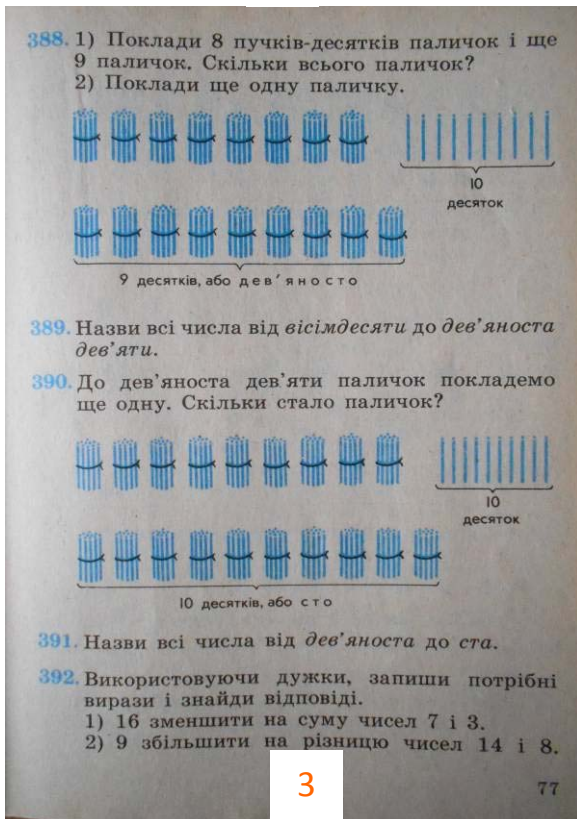 388. 1) Поклади 8 пучків-десятків паличок і ще
9 паличок. Скільки всього паличок?
2) Поклади ще одну паличку.
10
десяток
9 десятків, або дев'яносто
389. Назви всі числа від вісімдесяти до дев'яноста
дев'яти.
390. До дев'яноста дев'яти паличок покладемо
ще одну. Скільки стало паличок?
10
десяток
10 десятків, або сто
391. Назви всі числа від дев'яноста до ста.
392. Використовуючи дужки, запиши потрібні
вирази і знайди відповіді.
1) 16 зменшити на суму чисел 7 і 3.
2) 9 збільшити на різницю чисел 14 і 8.
3
77